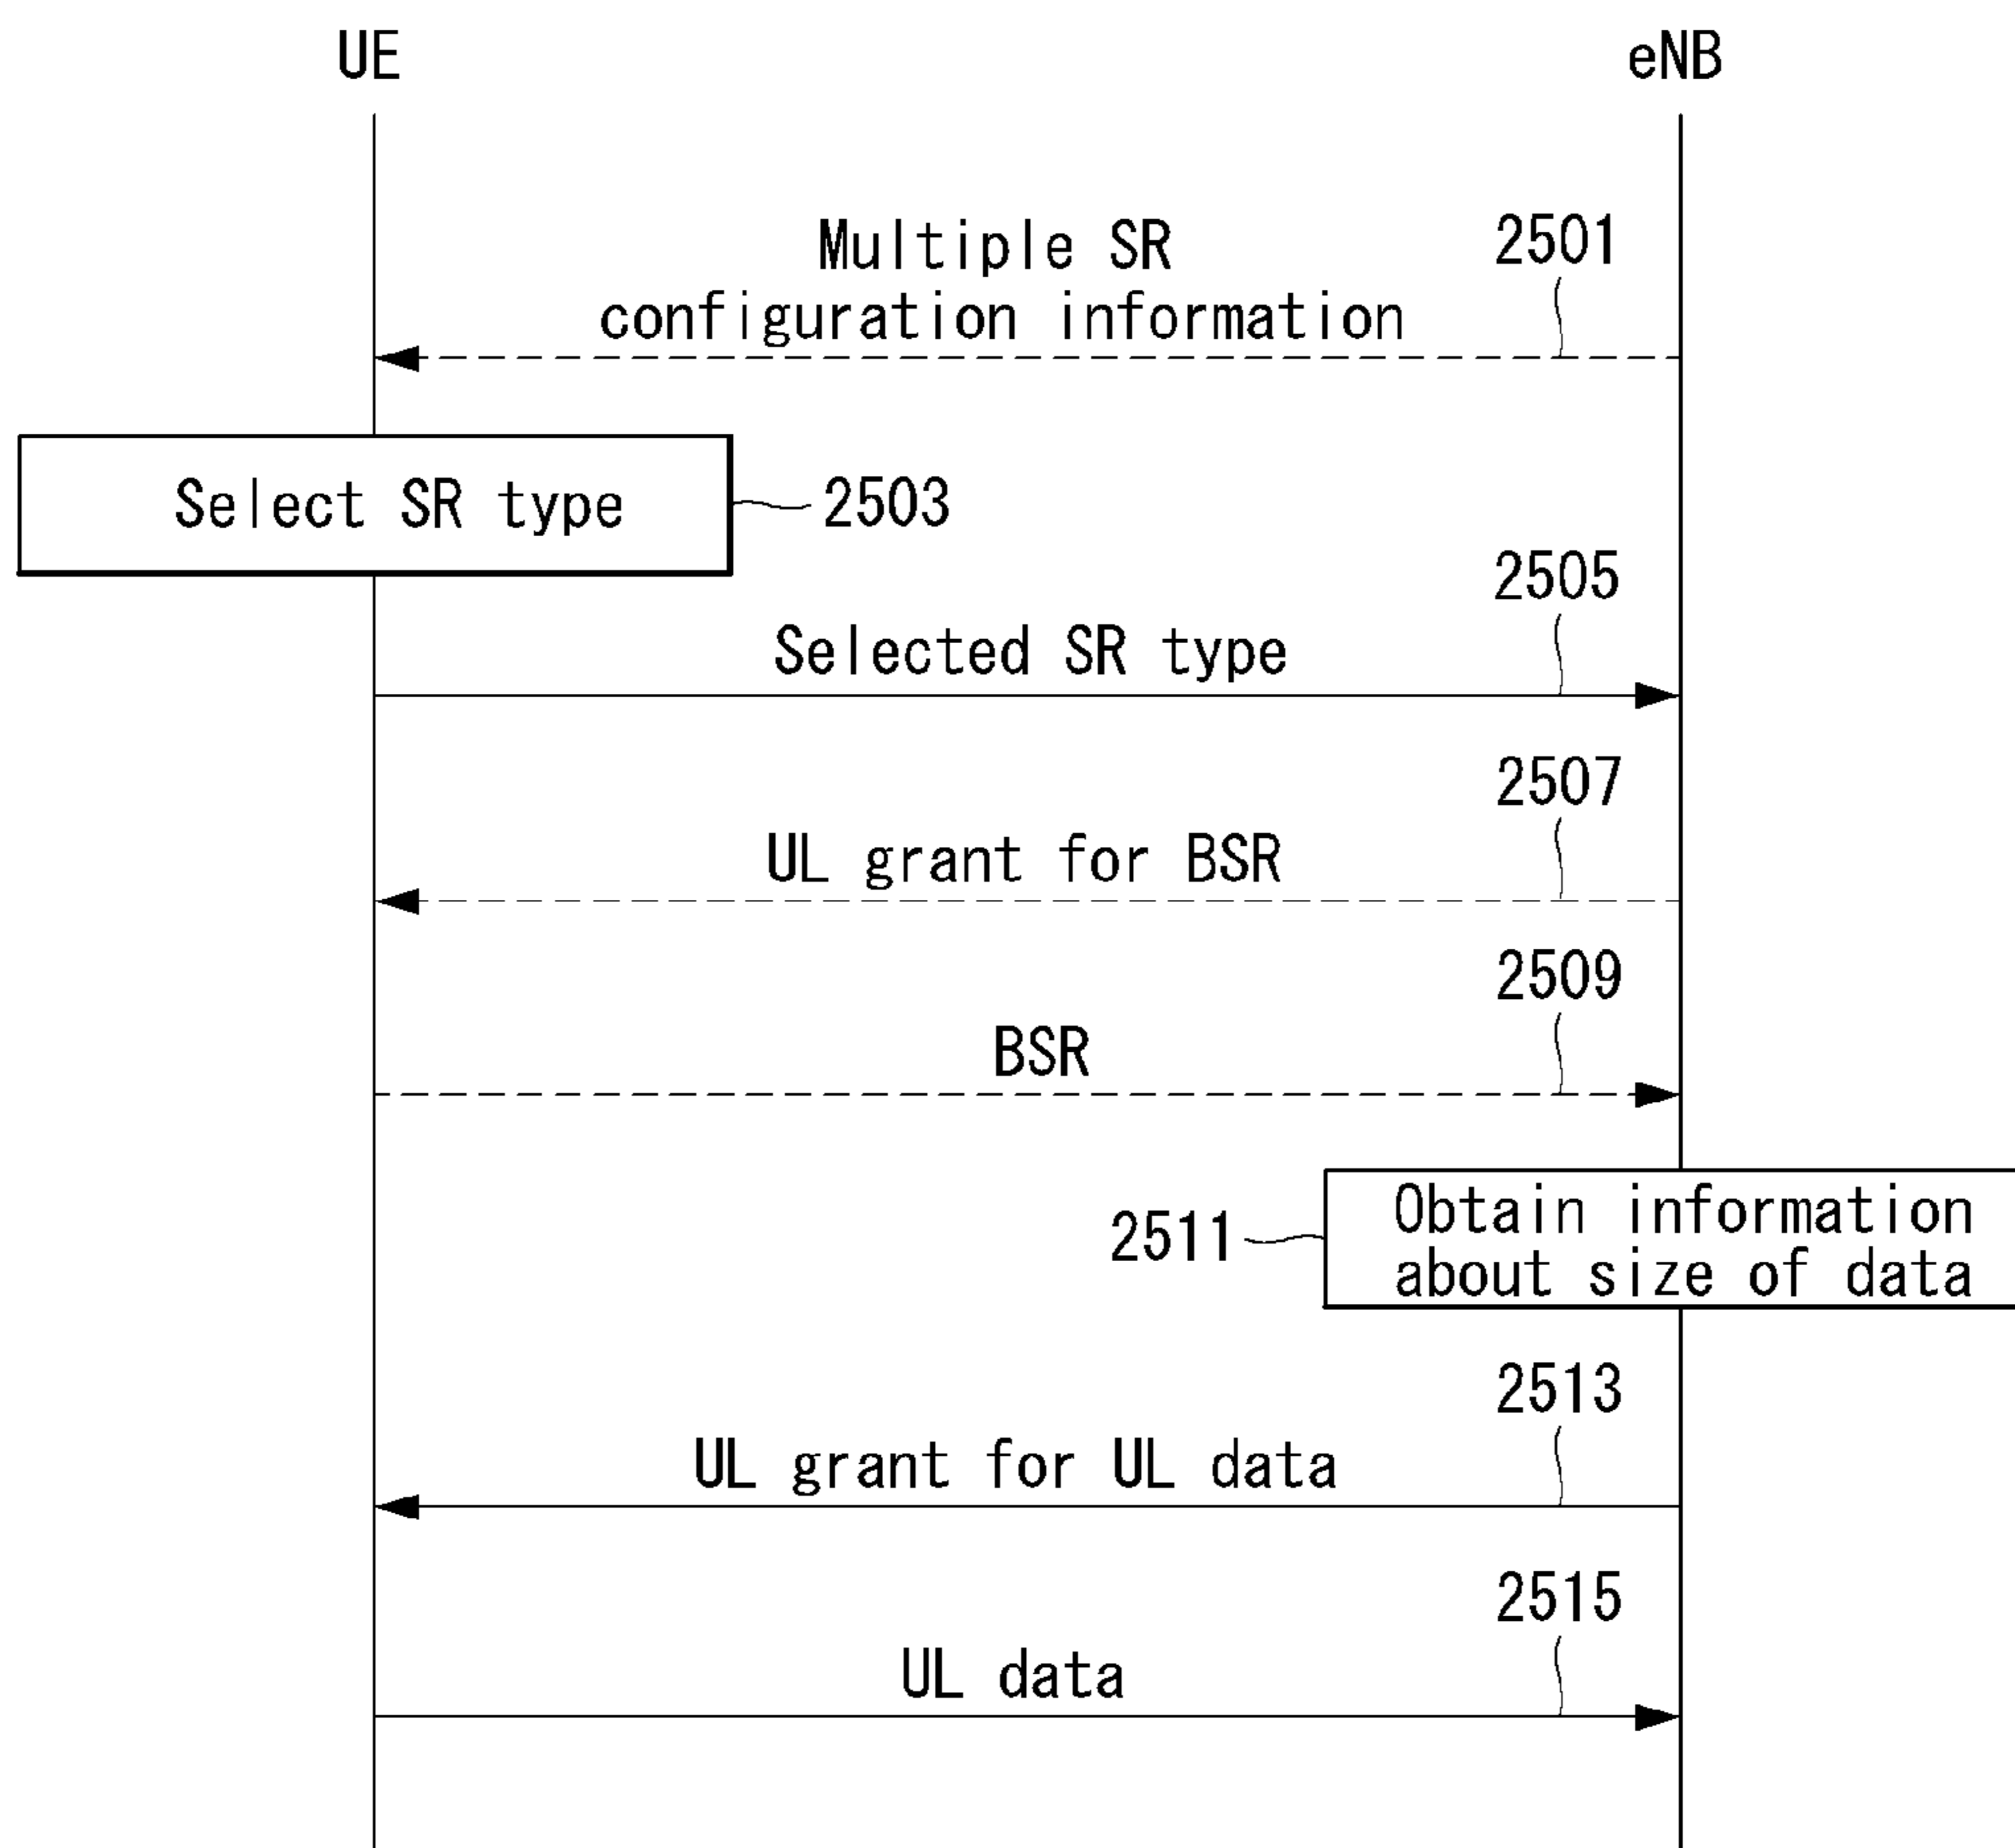 UE
eNB
Multiple SR
configuration information
2501
Select SR type
2503
2505
Selected SR type
2507
UL grant for BSR
2509
BSR
2511
Obtain information
about size of data
2513
UL grant for UL data
2515
UL data